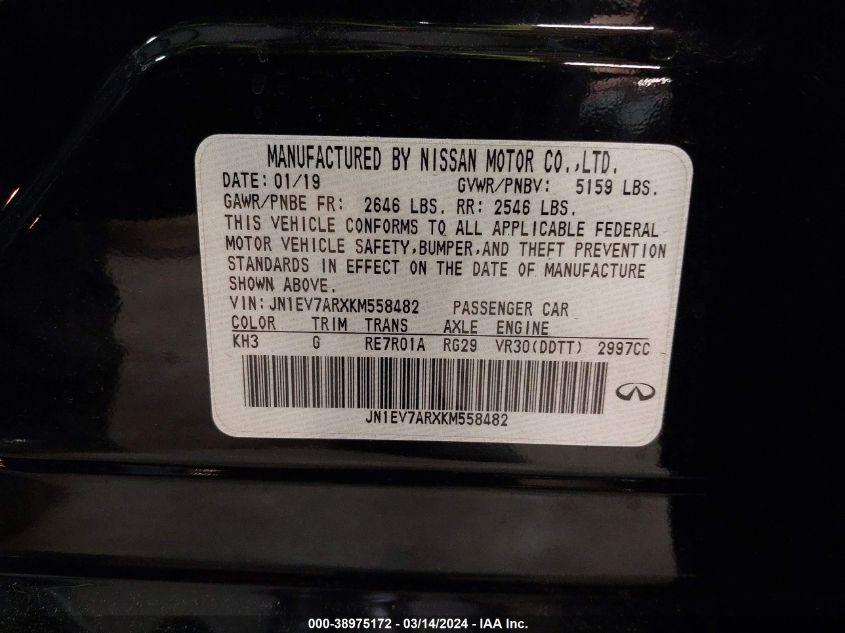 MANUFACTURED BY NISSAN MOTOR CO.,LTD.
DATE: 01/19 GVWR/PNBV: 5159 LBS.
GAWR/PNBE FR: 2646 LBS. RR: 2546 LBS.
THIS VEHICLE CONFORMS TO ALL APPLICABLE FEDERAL
MOTOR VEHICLE SAFETY,BUMPER,AND THEFT PREVENTION
STANDARDS IN EFFECT ON THE DATE OF MANUFACTURE
SHOWN ABOVE.
VIN:JN1EV7ARXKM558482 PASSENGER CAR
COLOR TRIM TRANS AXLE ENGINE
KH3 G RE7R01A RG29 VR30(DDTT) 2997CC
JN1EV7ARXKM558482
000-38975172 - 03/14/2024 - IAA Inc.